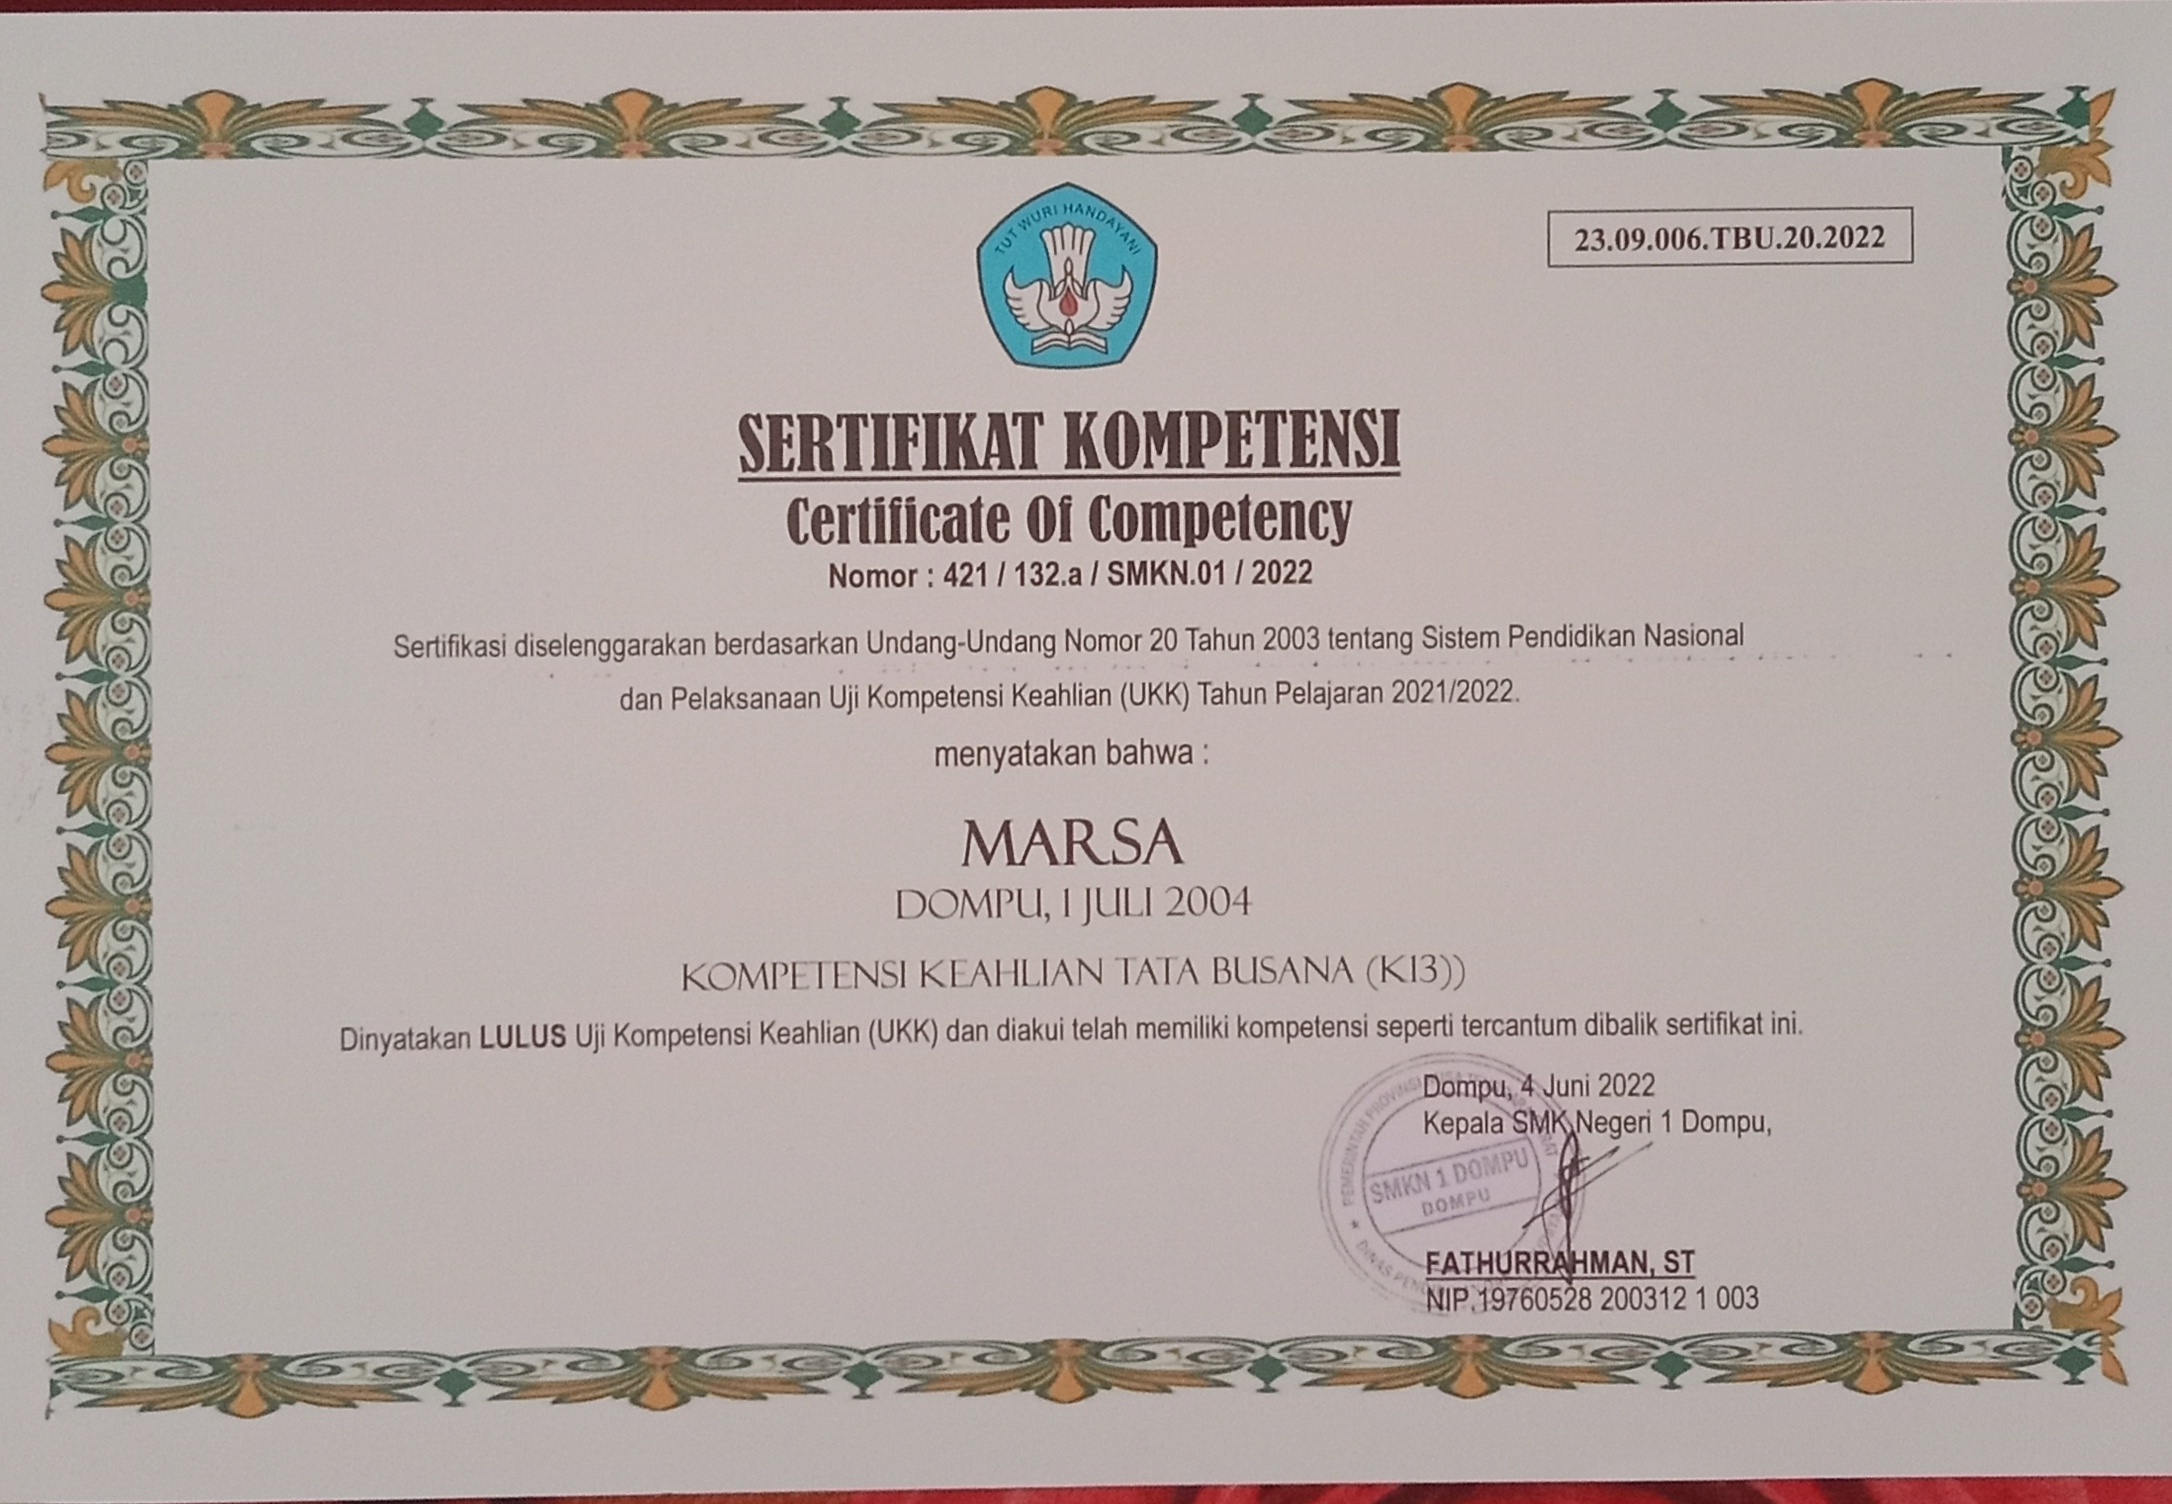 TUT WURI HANDAYANI
23.09.006.TBU.20.2022
SERTIFIKAT KOMPETENSI
Certificate Of Competency
Nomor : 421 / 132.a / SMKN.01 / 2022
Sertifikasi diselenggarakan berdasarkan Undang-Undang Nomor 20 Tahun 2003 tentang Sistem Pendidikan Nasional
dan Pelaksanaan Uji Kompetensi Keahlian (UKK) Tahun Pelajaran 2021/2022.
menyatakan bahwa :
MARSA
DOMPU, 1 JULI 2004
KOMPETENSI KEAHLIAN TATA BUSANA (K13))
Dinyatakan LULUS Uji Kompetensi Keahlian (UKK) dan diakui telah memiliki kompetensi seperti tercantum dibalik sertifikat ini.
Dompu, 4 Juni 2022
Kepala SMK Negeri 1 Dompu,
PEMERINTAH PROVINSI
SMKN 1 DOMPU
DOMPU
FATHURRAHMAN, ST
NIP.19760528 200312 1 003